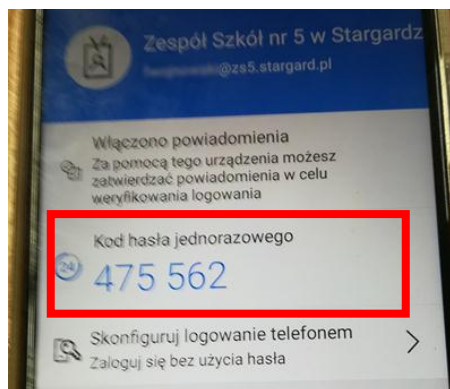 Zespół Szkół nr 5 w Stargardz
@zs5.stargard.pl
Włączono powiadomienia
Za pomocą tego urządzenia możesz
zatwierdzać powiadomienia w celu
weryfikowania logowania
Kod hasła jednorazowego
24
475 562
Skonfiguruj logowanie telefonem
Zaloguj się bez użycia hasła